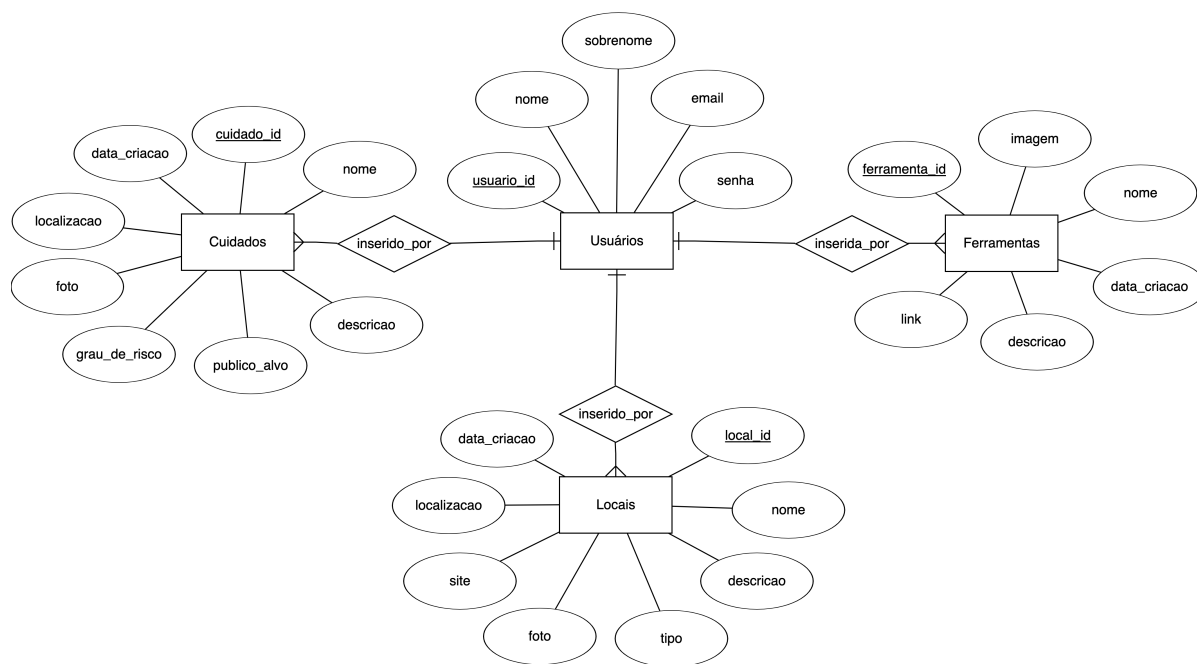 sobrenome
nome
email
usuario_id
senha
Usuários
cuidado_id
data_criacao
nome
localizacao
Cuidados
inserido_por
foto
descricao
grau_de_risco
publico_alvo
imagem
ferramenta_id
nome
inserida_por
Ferramentas
data_criacao
link
descricao
inserido_por
data_criacao
local_id
localizacao
Locais
nome
site
descricao
foto
tipo